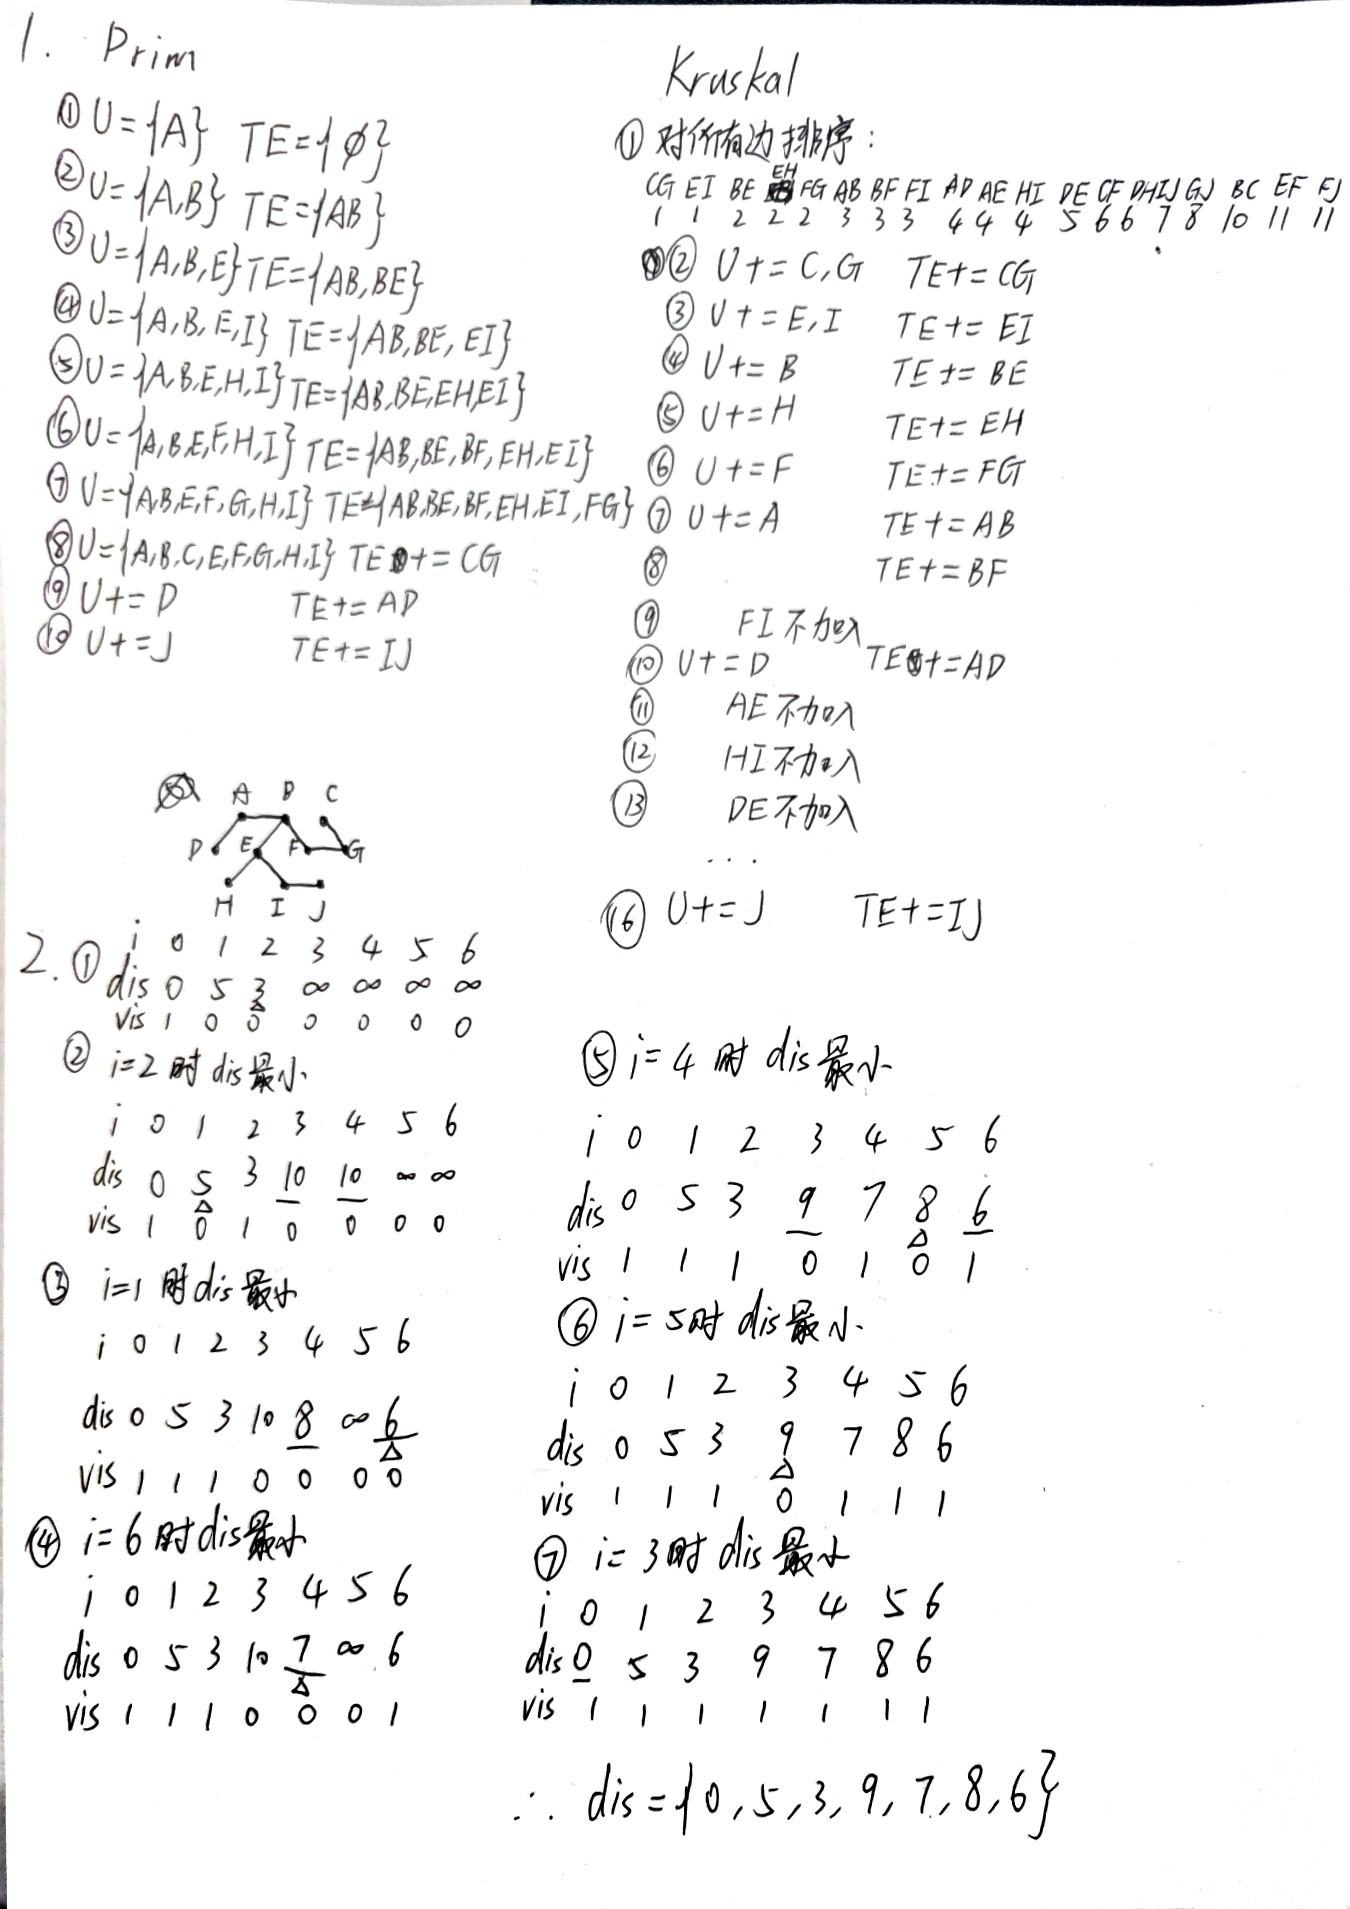 1. Prim
① U={A} TE={∅}
② U={A,B} TE={AB}
③ U={A,B,E} TE={AB,BE}
④ U={A,B,E,I} TE={AB,BE,EI}
⑤ U={A,B,E,H,I} TE={AB,BE,EH,EI}
⑥ U={A,B,E,F,H,I} TE={AB,BE,BF,EH,EI}
⑦ U={A,B,E,F,G,H,I} TE={AB,BE,BF,EH,EI,FG}
⑧ U={A,B,C,E,F,G,H,I} TE+=CG
⑨ U+=D TE+=AD
⑩ U+=J TE+=IJ
A B C
D E F G
H I J
Kruskal
① 对所有边排序:
CG EI BE EH FG AB BF FI AD AE HI DE CF DH IJ GJ BC EF FJ
1 1 2 2 2 3 3 3 4 4 4 5 6 6 7 8 10 11 11
② U+=C,G TE+=CG
③ U+=E,I TE+=EI
④ U+=B TE+=BE
⑤ U+=H TE+=EH
⑥ U+=F TE+=FG
⑦ U+=A TE+=AB
⑧ TE+=BF
⑨ FI不加入
⑩ U+=D TE+=AD
⑪ AE不加入
⑫ HI不加入
⑬ DE不加入
...
⑯ U+=J TE+=IJ
2. ① i 0 1 2 3 4 5 6
dis 0 5 3 ∞ ∞ ∞ ∞
vis 1 0 0 0 0 0 0
② i=2时dis最小
i 0 1 2 3 4 5 6
dis 0 5 3 10 10 ∞ ∞
vis 1 0 1 0 0 0 0
③ i=1时dis最小
i 0 1 2 3 4 5 6
dis 0 5 3 10 8 ∞ 6
vis 1 1 1 0 0 0 0
④ i=6时dis最小
i 0 1 2 3 4 5 6
dis 0 5 3 10 7 ∞ 6
vis 1 1 1 0 0 0 1
⑤ i=4时dis最小
i 0 1 2 3 4 5 6
dis 0 5 3 9 7 8 6
vis 1 1 1 0 1 0 1
⑥ i=5时dis最小
i 0 1 2 3 4 5 6
dis 0 5 3 9 7 8 6
vis 1 1 1 0 1 1 1
⑦ i=3时dis最小
i 0 1 2 3 4 5 6
dis 0 5 3 9 7 8 6
vis 1 1 1 1 1 1 1
∴ dis={0,5,3,9,7,8,6}